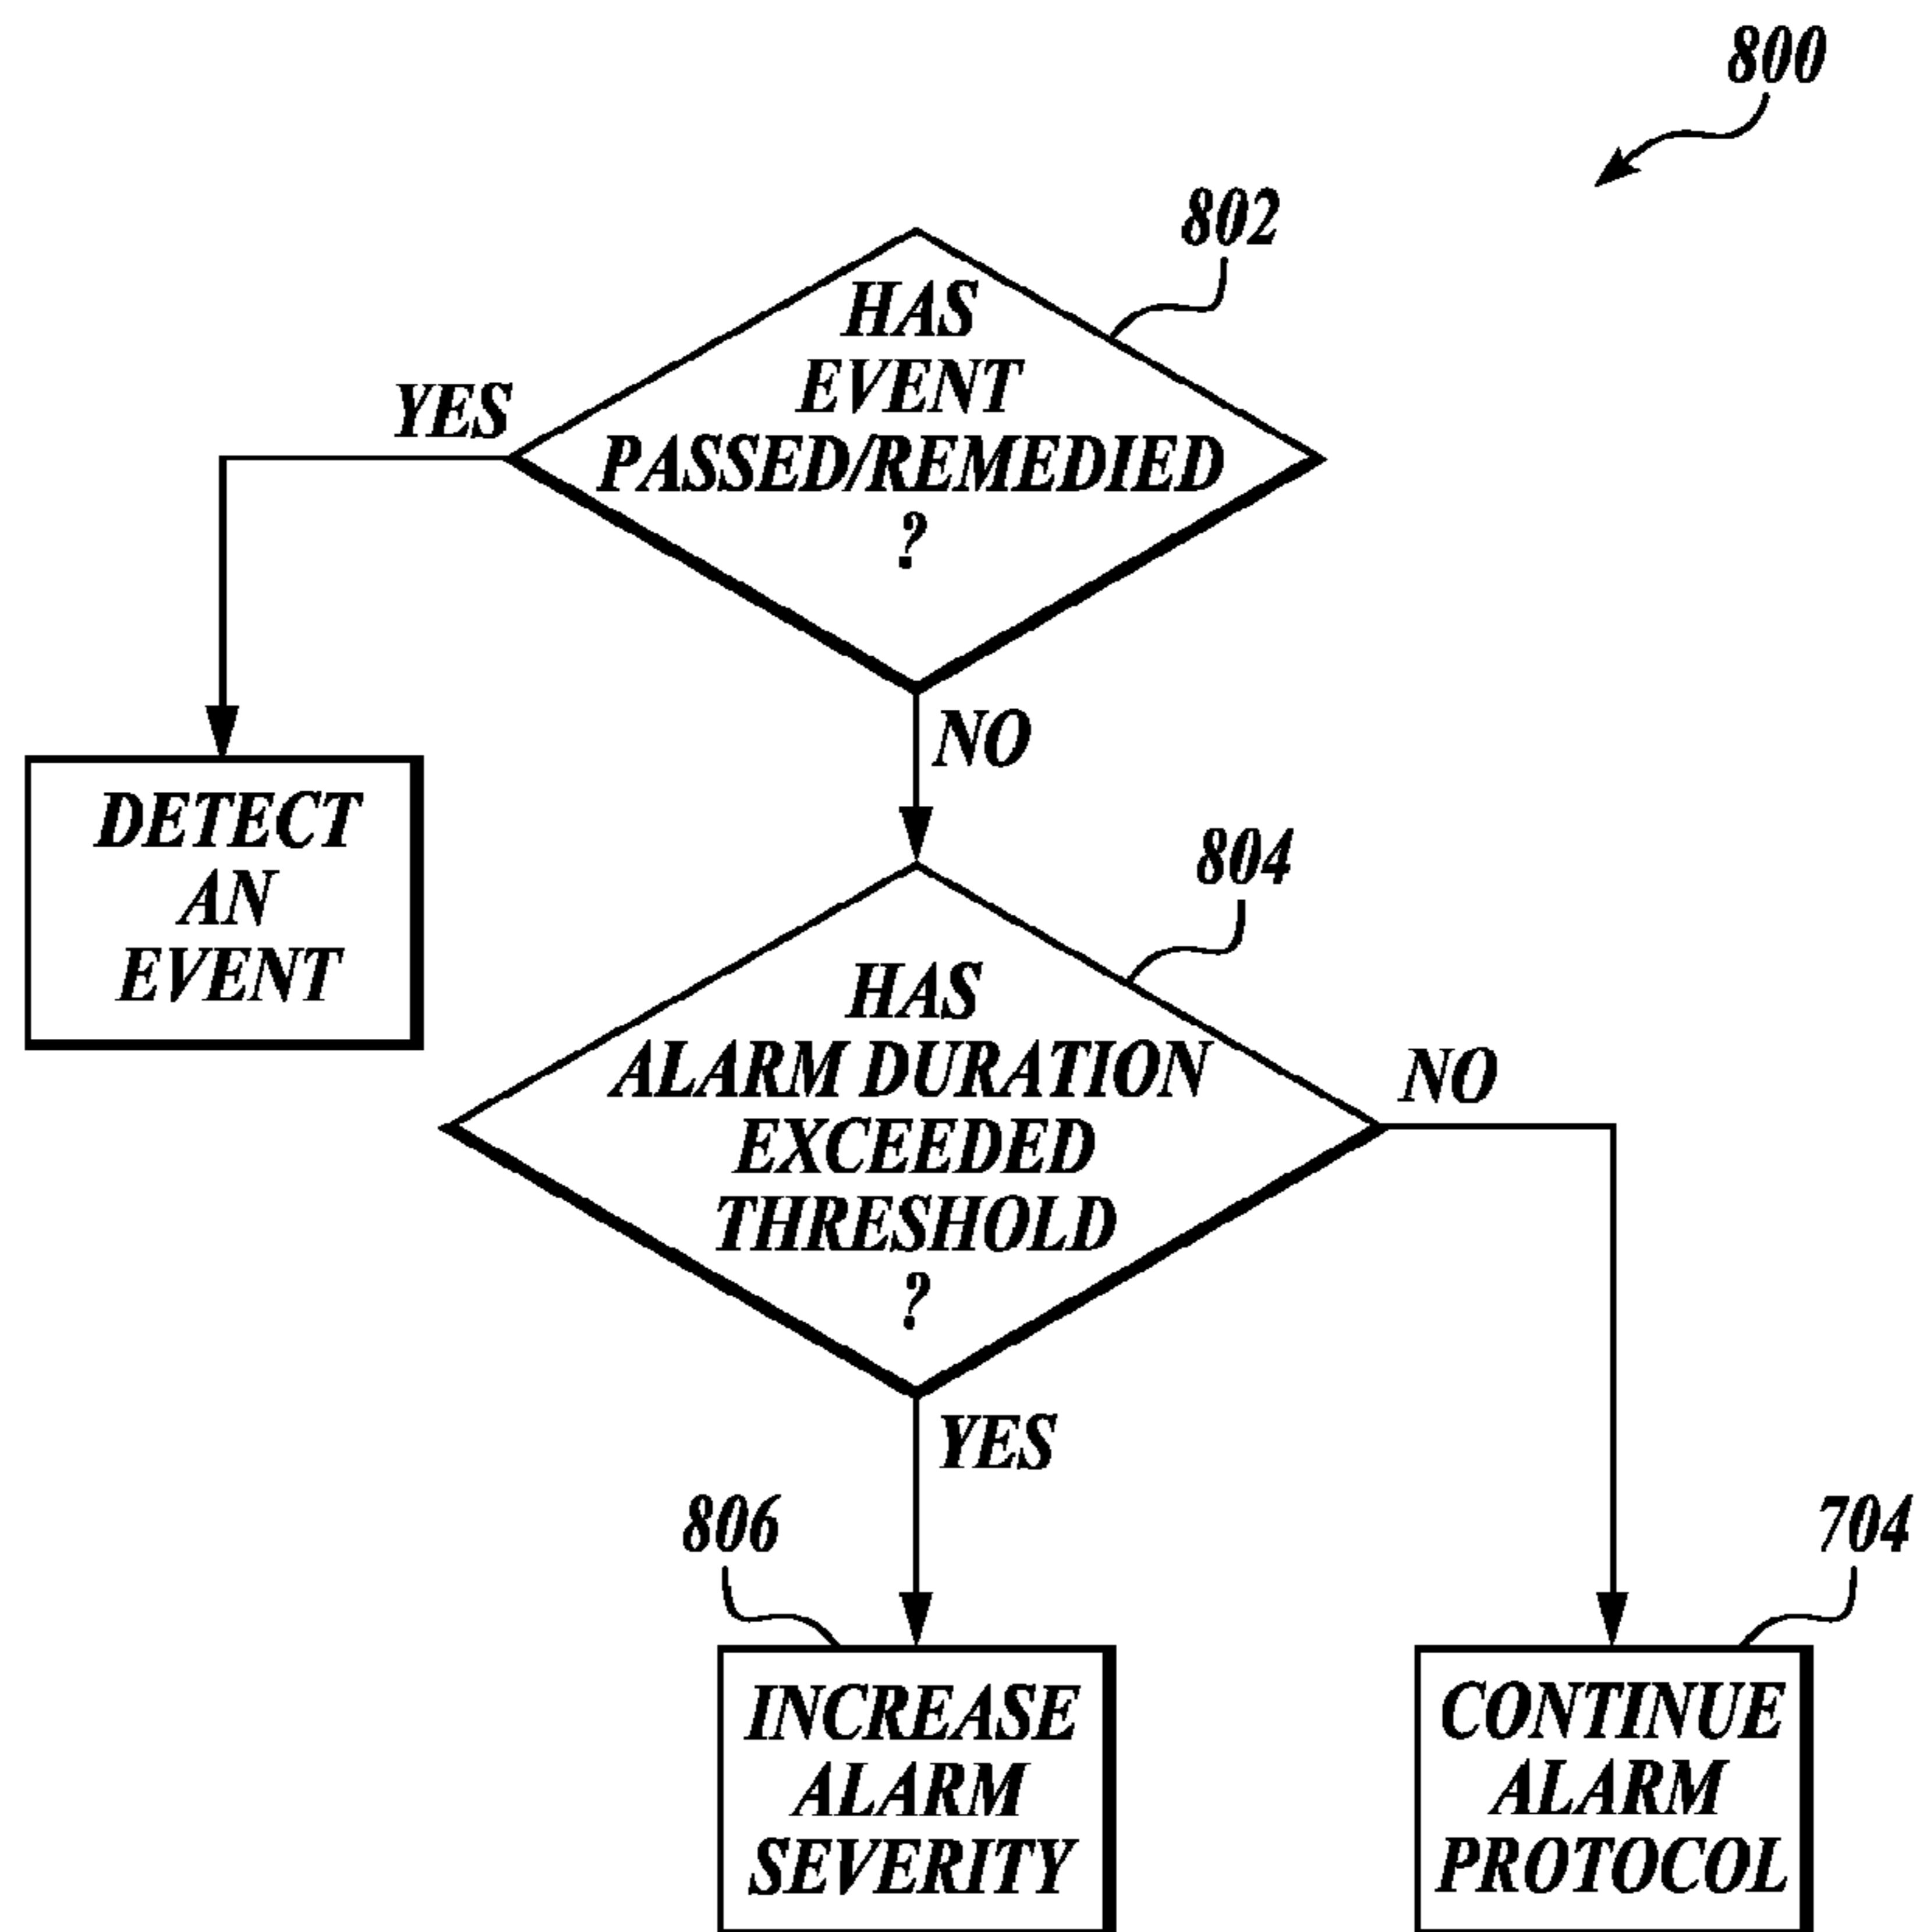 800
802
HAS
EVENT
PASSED/REMEDIED
?
YES
NO
DETECT
AN
EVENT
804
HAS
ALARM DURATION
EXCEEDED
THRESHOLD
?
NO
YES
806
704
INCREASE
ALARM
SEVERITY
CONTINUE
ALARM
PROTOCOL